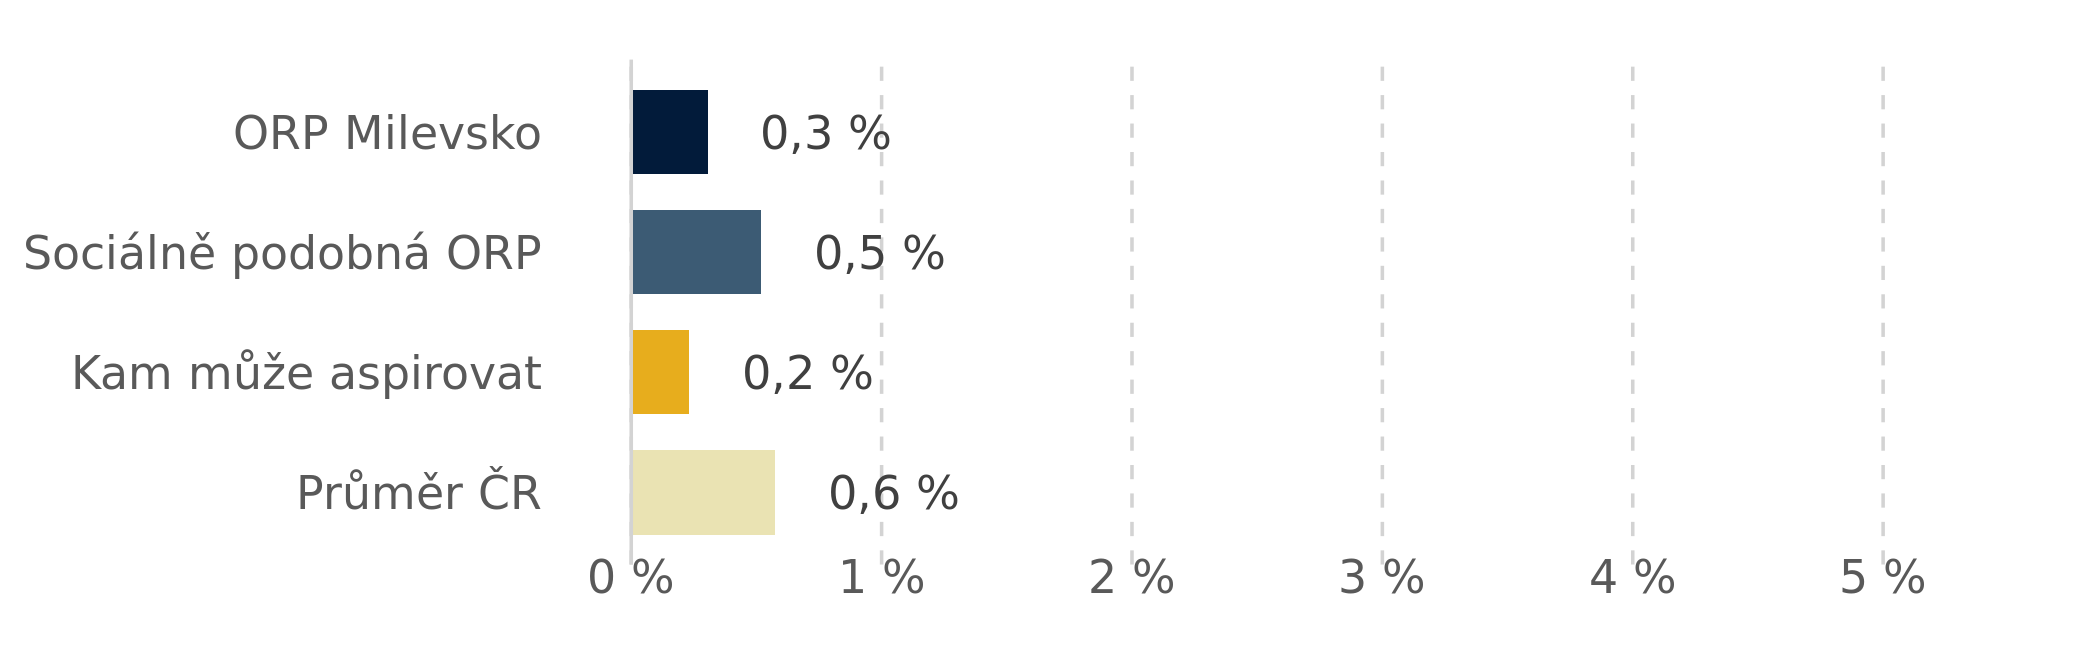 ORP Milevsko 0,3 %
Sociálně podobná ORP 0,5 %
Kam může aspirovat 0,2 %
Průměr ČR 0,6 %
0 % 1 % 2 % 3 % 4 % 5 %